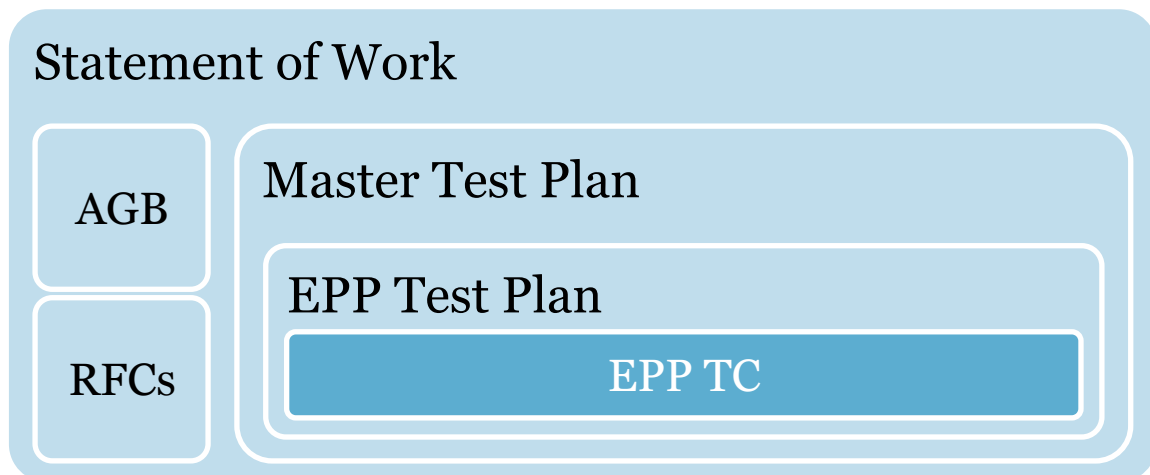 Statement of Work
AGB
Master Test Plan
EPP Test Plan
RFCs
EPP TC